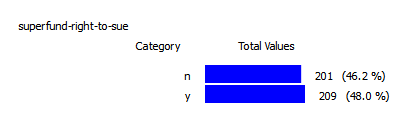 superfund-right-to-sue
Category Total Values
n 201 (46.2 %)
y 209 (48.0 %)